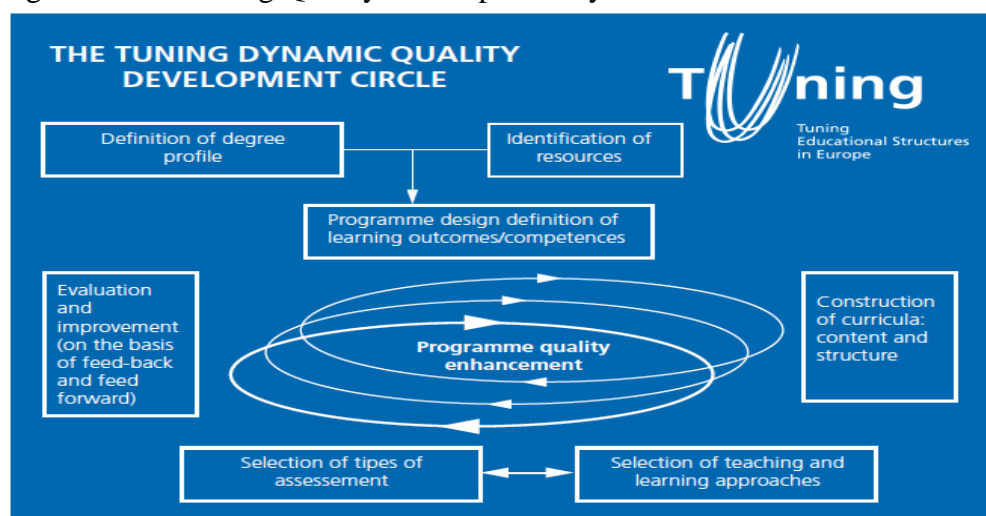 THE TUNING DYNAMIC QUALITY
DEVELOPMENT CIRCLE
Tuning
Tuning
Educational Structures
in Europe
Definition of degree
profile
Identification of
resources
Programme design definition of
learning outcomes/competences
Evaluation
and
improvement
(on the basis
of feed-back
and feed
forward)
Programme quality
enhancement
Construction
of curricula:
content and
structure
Selection of tipes of
assessement
Selection of teaching and
learning approaches